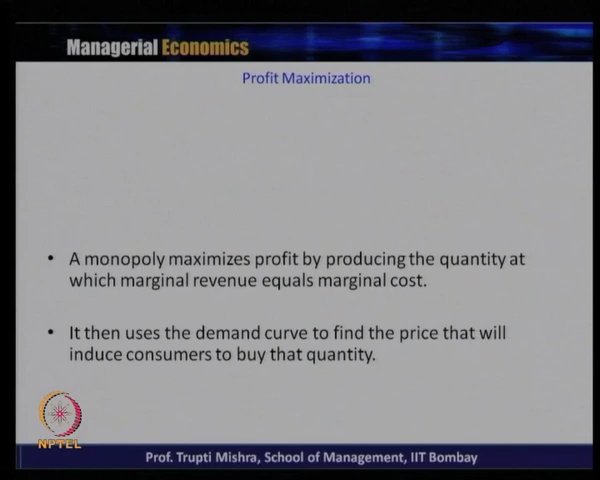 Managerial Economics
Profit Maximization
• A monopoly maximizes profit by producing the quantity at
which marginal revenue equals marginal cost.
• It then uses the demand curve to find the price that will
induce consumers to buy that quantity.
NPTEL
Prof. Trupti Mishra, School of Management, IIT Bombay